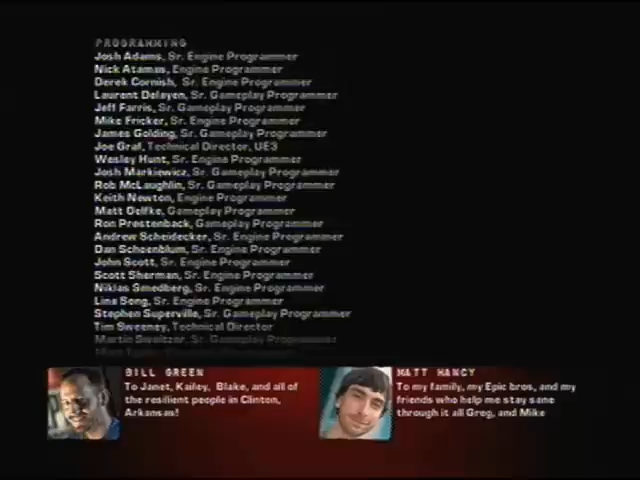 PROGRAMMING
Josh Adams, Sr. Engine Programmer
Nick Atamas, Engine Programmer
Derek Cornish, Sr. Engine Programmer
Laurent Delayen, Sr. Gameplay Programmer
Jeff Farris, Sr. Gameplay Programmer
Mike Fricker, Sr. Engine Programmer
James Golding, Sr. Gameplay Programmer
Joe Graf, Technical Director, UE3
Wesley Hunt, Sr. Engine Programmer
Josh Markiewicz, Sr. Gameplay Programmer
Rob McLaughlin, Sr. Gameplay Programmer
Keith Newton, Engine Programmer
Matt Oelfke, Gameplay Programmer
Ron Prestenback, Gameplay Programmer
Andrew Scheidecker, Sr. Engine Programmer
Dan Schoenblum, Sr. Engine Programmer
John Scott, Sr. Engine Programmer
Scott Sherman, Sr. Engine Programmer
Niklas Smedberg, Sr. Engine Programmer
Lina Song, Sr. Engine Programmer
Stephen Superville, Sr. Gameplay Programmer
Tim Sweeney, Technical Director
Martin Sweitzer, Sr. Gameplay Programmer
BILL GREEN
To Janet, Kailey, Blake, and all of
the resilient people in Clinton,
Arkansas!
MATT HANCY
To my family, my Epic bros, and my
friends who help me stay sane
through it all Greg, and Mike